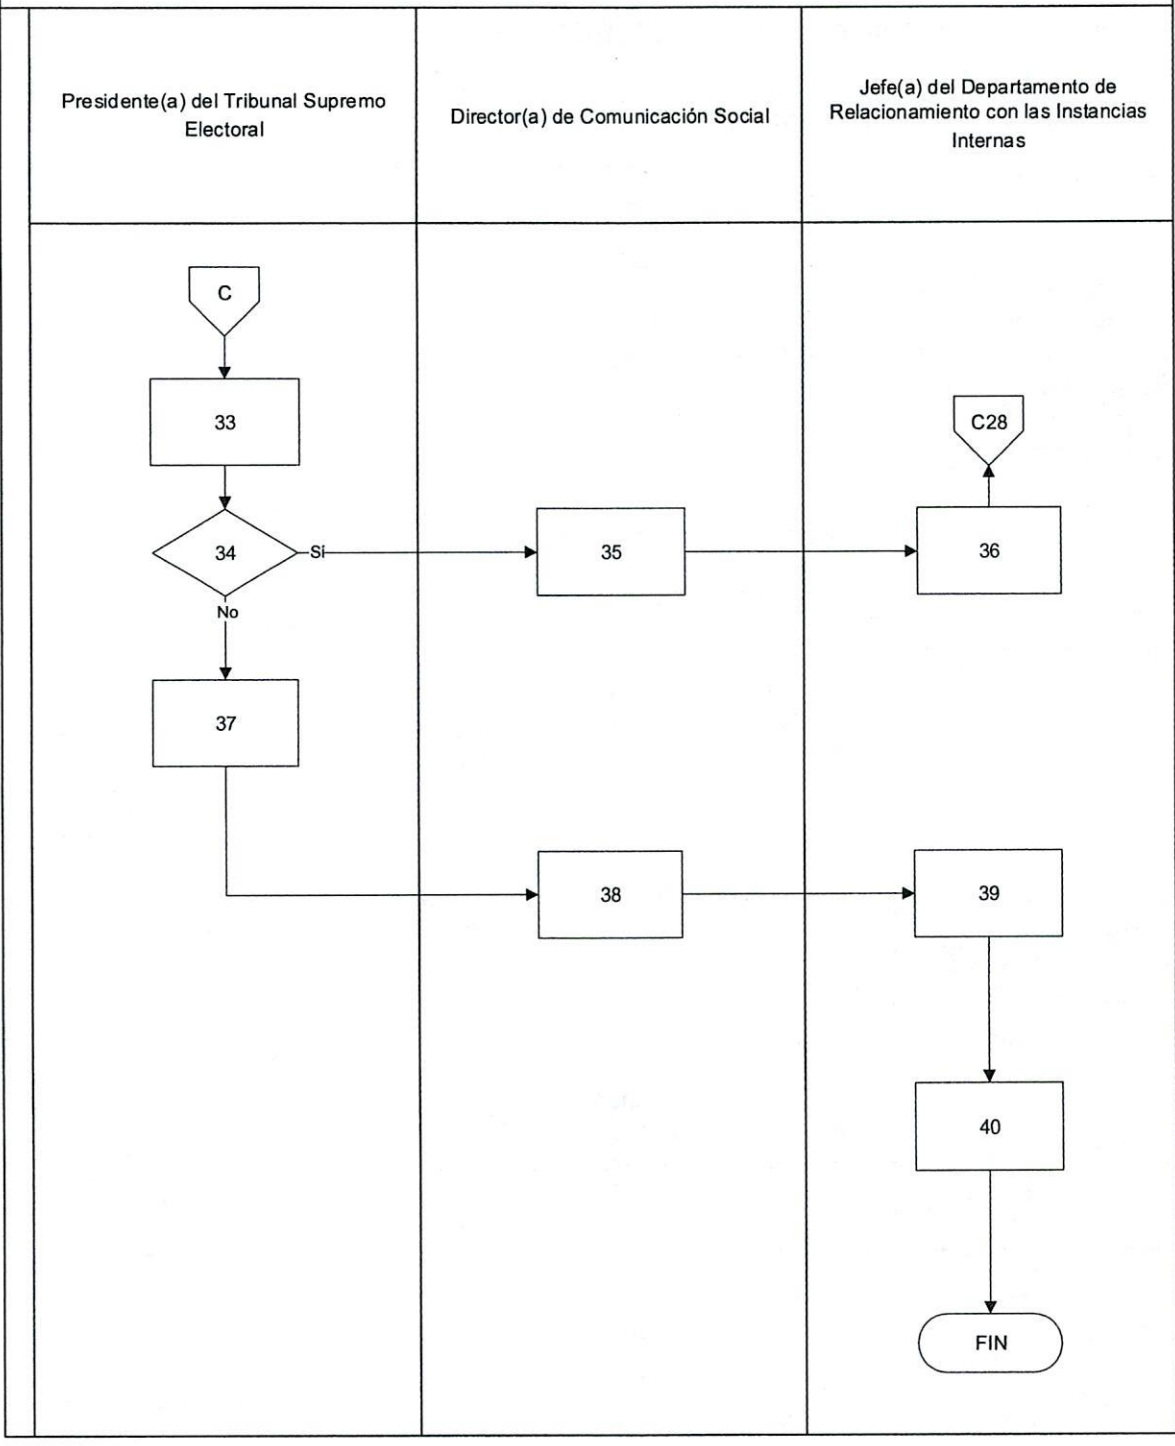 Presidente(a) del Tribunal Supremo
Electoral
Director(a) de Comunicación Social
Jefe(a) del Departamento de
Relacionamiento con las Instancias
Internas
C
33
C28
34
Si
35
36
No
37
38
39
40
FIN